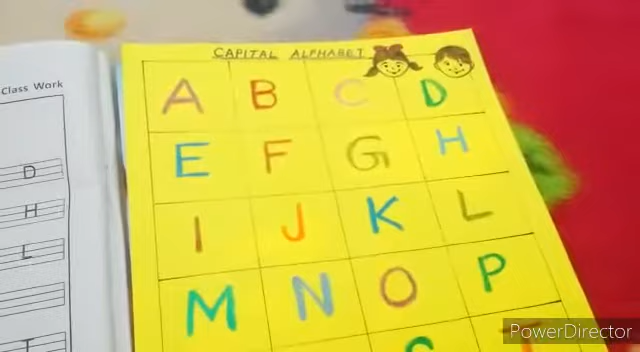 CAPITAL ALPHABET
A B C D
E F G H
I J K L
M N O P
Class Work
D
H
L
PowerDirector